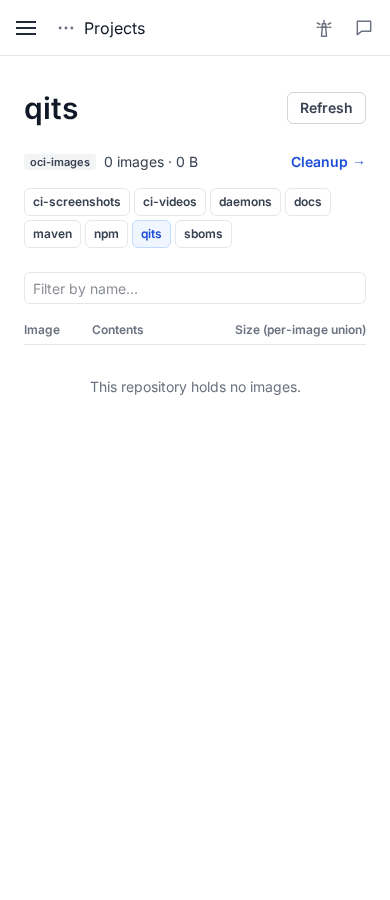 Projects
qits
Refresh
oci-images 0 images · 0 B Cleanup →
ci-screenshots ci-videos daemons docs
maven npm qits sboms
Filter by name...
Image Contents Size (per-image union)
This repository holds no images.